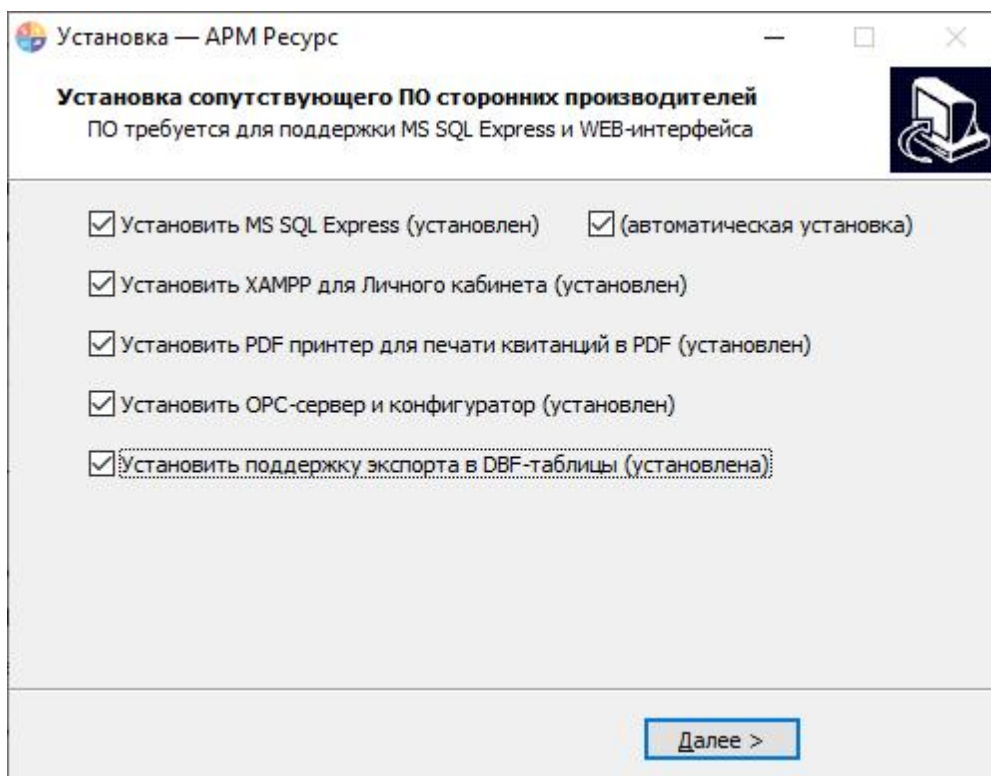 Установка — АРМ Ресурс
Установка сопутствующего ПО сторонних производителей
ПО требуется для поддержки MS SQL Express и WEB-интерфейса
Установить MS SQL Express (установлен) (автоматическая установка)
Установить XAMPP для Личного кабинета (установлен)
Установить PDF принтер для печати квитанций в PDF (установлен)
Установить OPC-сервер и конфигуратор (установлен)
Установить поддержку экспорта в DBF-таблицы (установлена)
Далее >